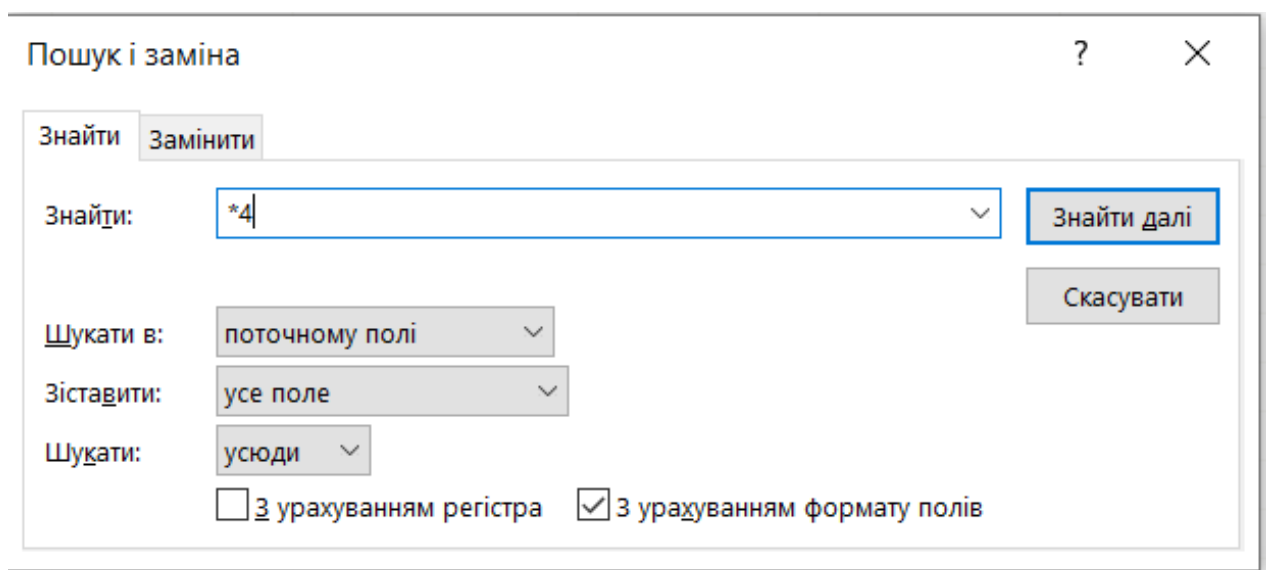 Пошук і заміна ?
Знайти Замінити
Знайти: *4 Знайти далі
Скасувати
Шукати в: поточному полі
Зіставити: усе поле
Шукати: усюди
З урахуванням регістра З урахуванням формату полів